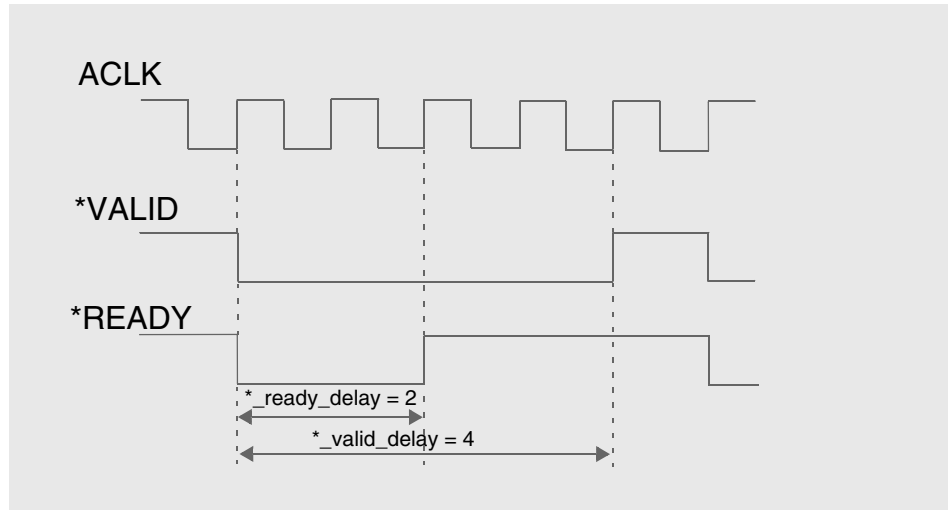 ACLK
*VALID
*READY
*_ready_delay = 2
*_valid_delay = 4